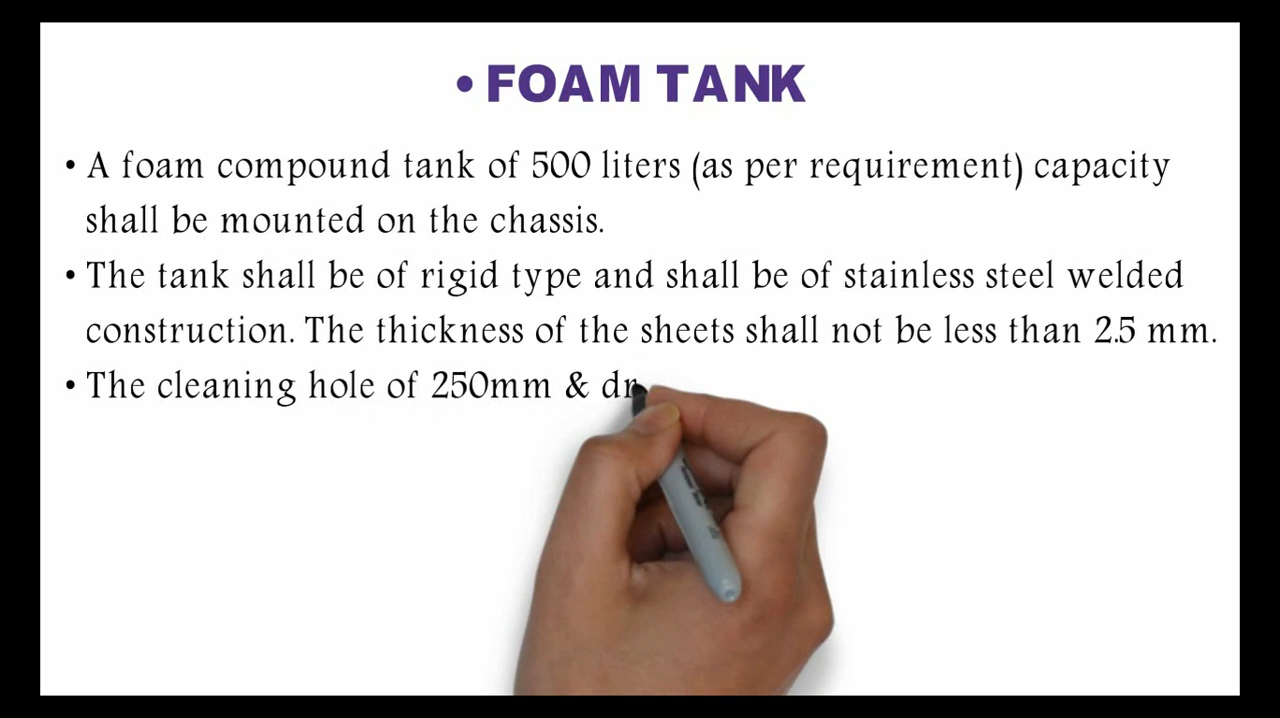 • FOAM TANK
• A foam compound tank of 500 liters (as per requirement) capacity
shall be mounted on the chassis.
• The tank shall be of rigid type and shall be of stainless steel welded
construction. The thickness of the sheets shall not be less than 2.5 mm.
• The cleaning hole of 250mm & dr